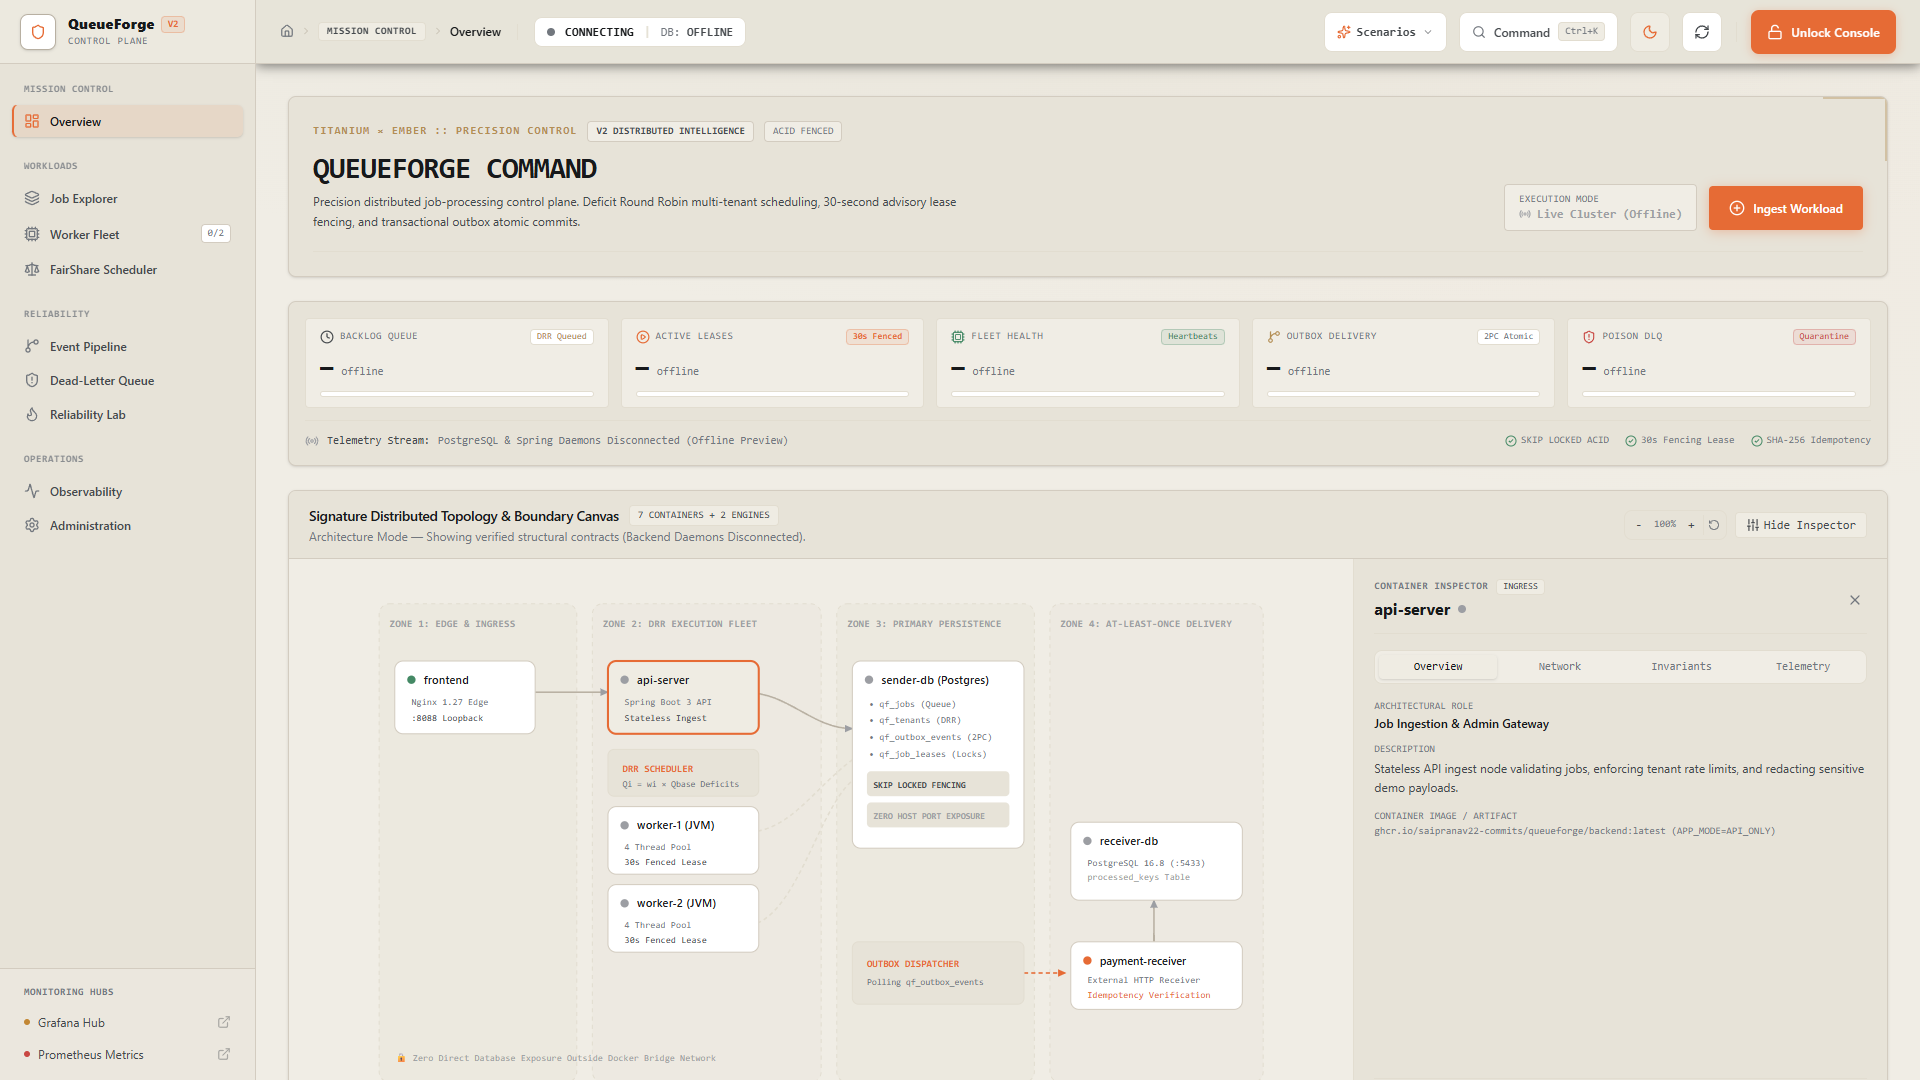 QueueForge V2
CONTROL PLANE
MISSION CONTROL
Overview
WORKLOADS
Job Explorer
Worker Fleet 0/2
FairShare Scheduler
RELIABILITY
Event Pipeline
Dead-Letter Queue
Reliability Lab
OPERATIONS
Observability
Administration
MONITORING HUBS
Grafana Hub
Prometheus Metrics
MISSION CONTROL Overview
CONNECTING DB: OFFLINE
Scenarios
Command Ctrl+K
Unlock Console
TITANIUM × EMBER :: PRECISION CONTROL V2 DISTRIBUTED INTELLIGENCE ACID FENCED
QUEUEFORGE COMMAND
Precision distributed job-processing control plane. Deficit Round Robin multi-tenant scheduling, 30-second advisory lease
fencing, and transactional outbox atomic commits.
EXECUTION MODE
Live Cluster (Offline)
Ingest Workload
BACKLOG QUEUE DRR Queued
— offline
ACTIVE LEASES 30s Fenced
— offline
FLEET HEALTH Heartbeats
— offline
OUTBOX DELIVERY 2PC Atomic
— offline
POISON DLQ Quarantine
— offline
Telemetry Stream: PostgreSQL & Spring Daemons Disconnected (Offline Preview)
SKIP LOCKED ACID 30s Fencing Lease SHA-256 Idempotency
Signature Distributed Topology & Boundary Canvas 7 CONTAINERS + 2 ENGINES
Architecture Mode — Showing verified structural contracts (Backend Daemons Disconnected).
- 100% + Hide Inspector
ZONE 1: EDGE & INGRESS
frontend
Nginx 1.27 Edge
:8088 Loopback
ZONE 2: DRR EXECUTION FLEET
api-server
Spring Boot 3 API
Stateless Ingest
DRR SCHEDULER
Qi = wi × Qbase Deficits
worker-1 (JVM)
4 Thread Pool
30s Fenced Lease
worker-2 (JVM)
4 Thread Pool
30s Fenced Lease
ZONE 3: PRIMARY PERSISTENCE
sender-db (Postgres)
• qf_jobs (Queue)
• qf_tenants (DRR)
• qf_outbox_events (2PC)
• qf_job_leases (Locks)
SKIP LOCKED FENCING
ZERO HOST PORT EXPOSURE
OUTBOX DISPATCHER
Polling qf_outbox_events
ZONE 4: AT-LEAST-ONCE DELIVERY
receiver-db
PostgreSQL 16.8 (:5433)
processed_keys Table
payment-receiver
External HTTP Receiver
Idempotency Verification
🔒 Zero Direct Database Exposure Outside Docker Bridge Network
CONTAINER INSPECTOR INGRESS
api-server
Overview Network Invariants Telemetry
ARCHITECTURAL ROLE
Job Ingestion & Admin Gateway
DESCRIPTION
Stateless API ingest node validating jobs, enforcing tenant rate limits, and redacting sensitive
demo payloads.
CONTAINER IMAGE / ARTIFACT
ghcr.io/saipranav22-commits/queueforge/backend:latest (APP_MODE=API_ONLY)